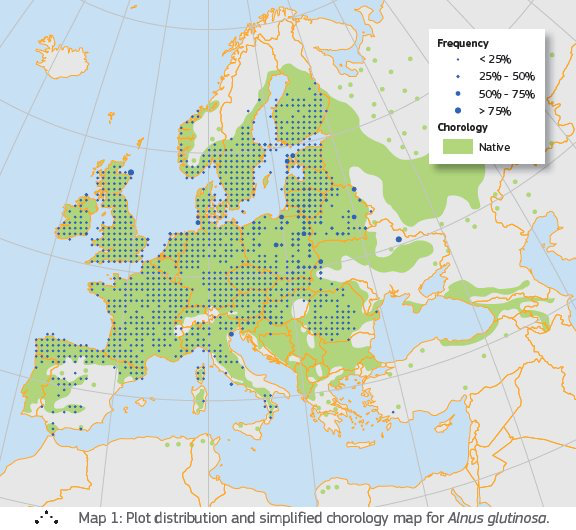 Frequency
< 25%
25% - 50%
50% - 75%
> 75%
Chorology
Native
Map 1: Plot distribution and simplified chorology map for Alnus glutinosa.